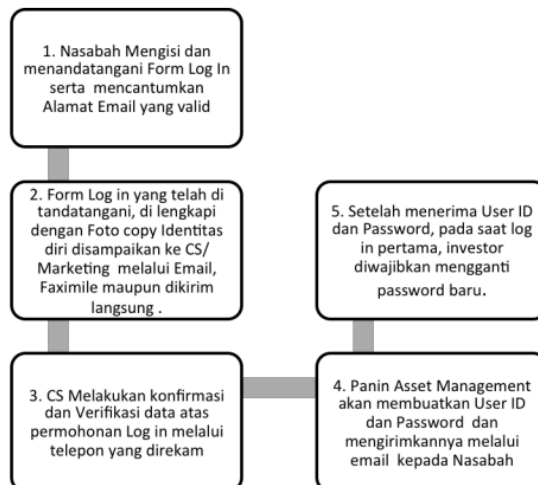 1. Nasabah Mengisi dan
menandatangani Form Log In
serta mencantumkan
Alamat Email yang valid
2. Form Log in yang telah di
tandatangani, di lengkapi
dengan Foto copy Identitas
diri disampaikan ke CS/
Marketing melalui Email,
Faximile maupun dikirim
langsung .
3. CS Melakukan konfirmasi
dan Verifikasi data atas
permohonan Log in melalui
telepon yang direkam
4. Panin Asset Management
akan membuatkan User ID
dan Password dan
mengirimkannya melalui
email kepada Nasabah
5. Setelah menerima User ID
dan Password, pada saat log
in pertama, investor
diwajibkan mengganti
password baru.